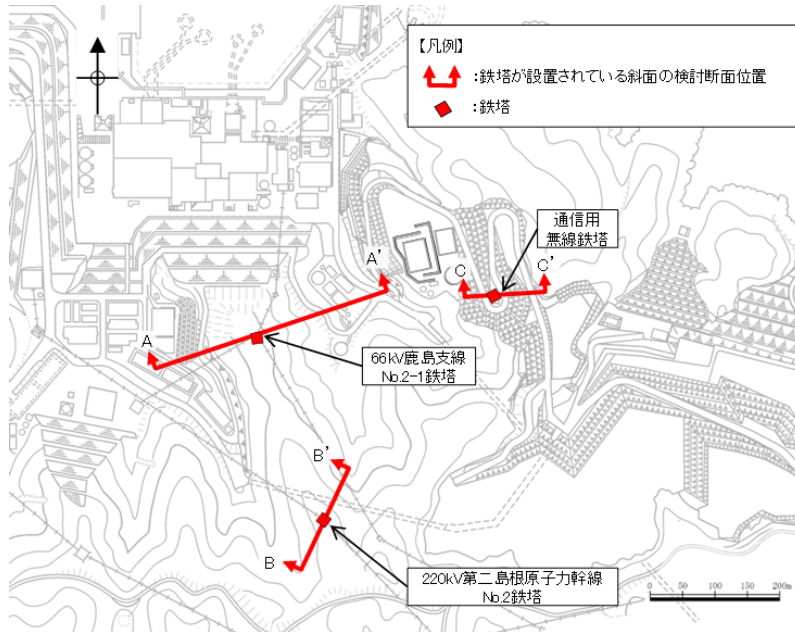 【凡例】
:鉄塔が設置されている斜面の検討断面位置
:鉄塔
通信用
無線鉄塔
A'
C
C'
A
66kV鹿島支線
No.2-1鉄塔
B'
B
220kV第二島根原子力幹線
No.2鉄塔
0 50 100 150 200m